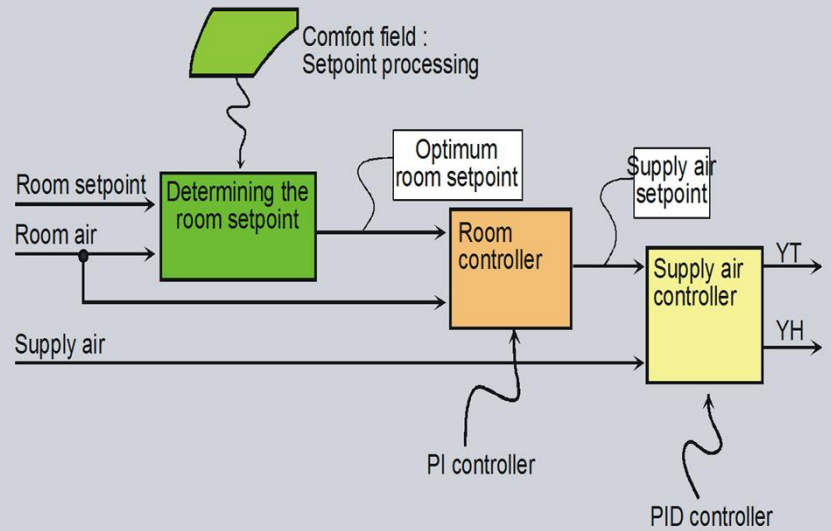 Comfort field :
Setpoint processing
Optimum
room setpoint
Supply air
setpoint
Room setpoint
Determining the
room setpoint
Room air
Room
controller
Supply air
controller
YT
YH
Supply air
PI controller
PID controller